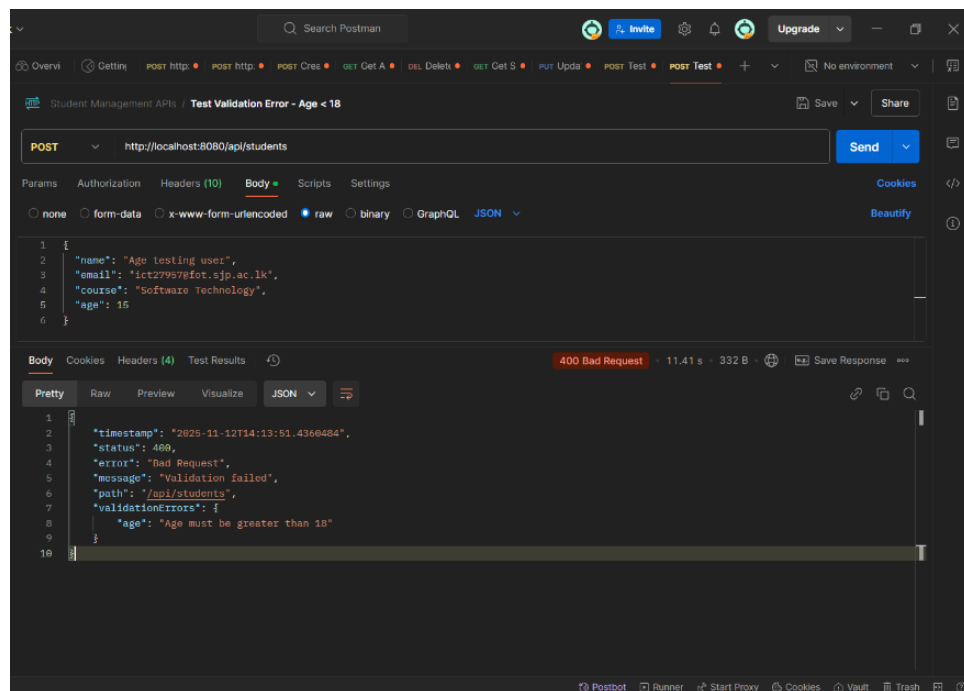 Search Postman
Invite
Upgrade
Overvi
Gettin
POST http:
POST http:
POST Crea
GET Get A
DEL Delet
GET Get S
PUT Upda
POST Test
POST Test
No environment
Student Management APIs / Test Validation Error - Age < 18
Save
Share
POST
http://localhost:8080/api/students
Send
Params Authorization Headers (10) Body Scripts Settings
Cookies
none form-data x-www-form-urlencoded raw binary GraphQL JSON
Beautify
1 {
2 "name": "Age testing user",
3 "email": "ict27957@fot.sjp.ac.lk",
4 "course": "Software Technology",
5 "age": 15
6 }
Body Cookies Headers (4) Test Results
400 Bad Request
11.41 s
332 B
Save Response
Pretty Raw Preview Visualize JSON
1 {
2 "timestamp": "2025-11-12T14:13:51.4360484",
3 "status": 400,
4 "error": "Bad Request",
5 "message": "Validation failed",
6 "path": "/api/students",
7 "validationErrors": {
8 "age": "Age must be greater than 18"
9 }
10 }
Postbot Runner Start Proxy Cookies Vault Trash